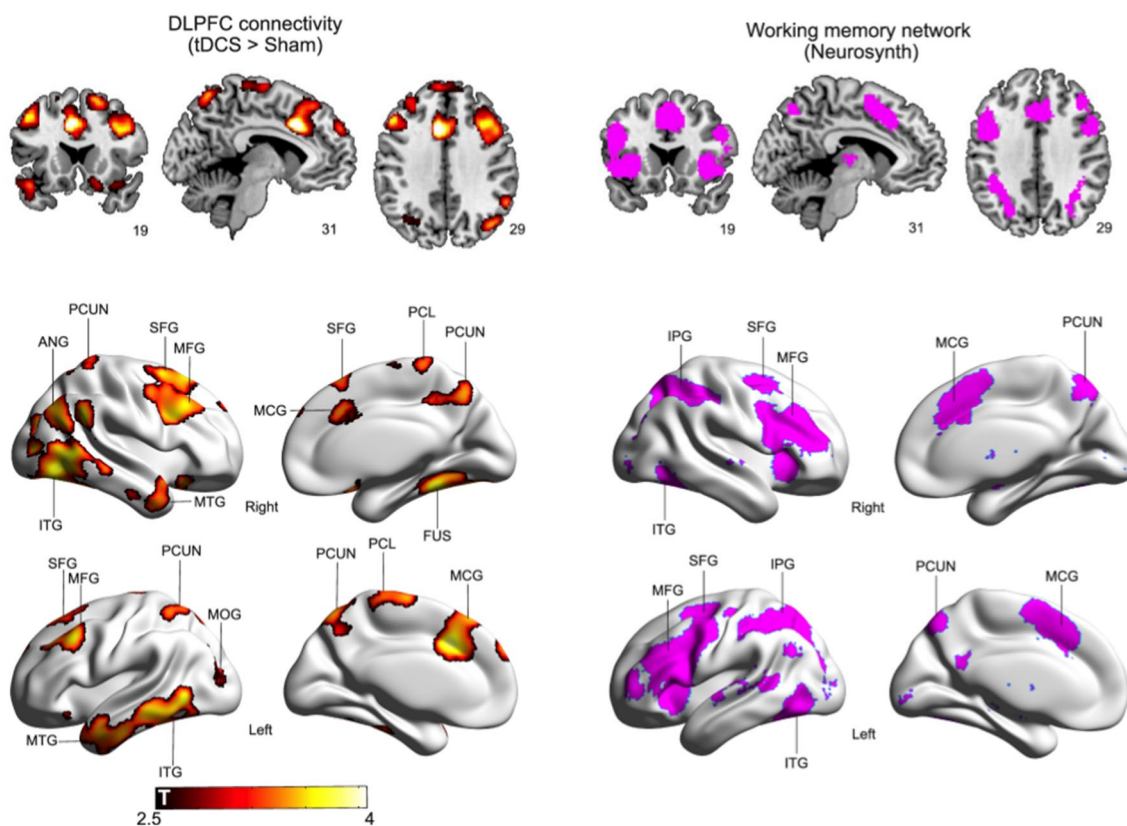 DLPFC connectivity
(tDCS > Sham)
Working memory network
(Neurosynth)
19
31
29
19
31
29
PCUN
ANG
SFG
MFG
ITG
MTG
Right
SFG
PCL
PCUN
MCG
FUS
IPG
SFG
MFG
ITG
Right
MCG
PCUN
SFG
MFG
PCUN
MOG
MTG
ITG
Left
PCUN
PCL
MCG
MFG
SFG
IPG
ITG
Left
PCUN
MCG
T
2.5
4